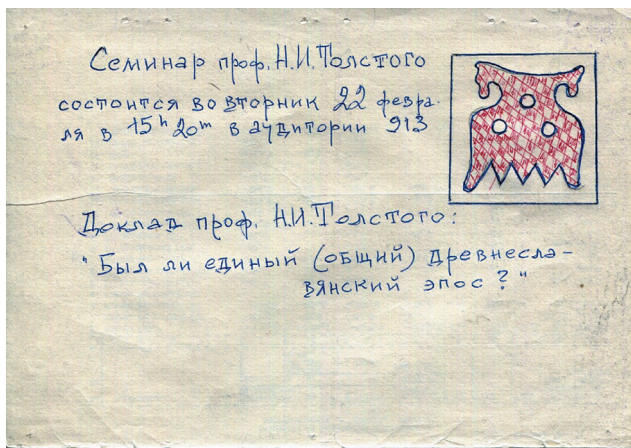 Семинар проф. Н.И.Толстого
состоится во вторник 22 февра-
ля в 15h 20m в аудитории 913
Доклад проф. Н.И.Толстого:
"Был ли единый (общий) древнесла-
вянский эпос?"